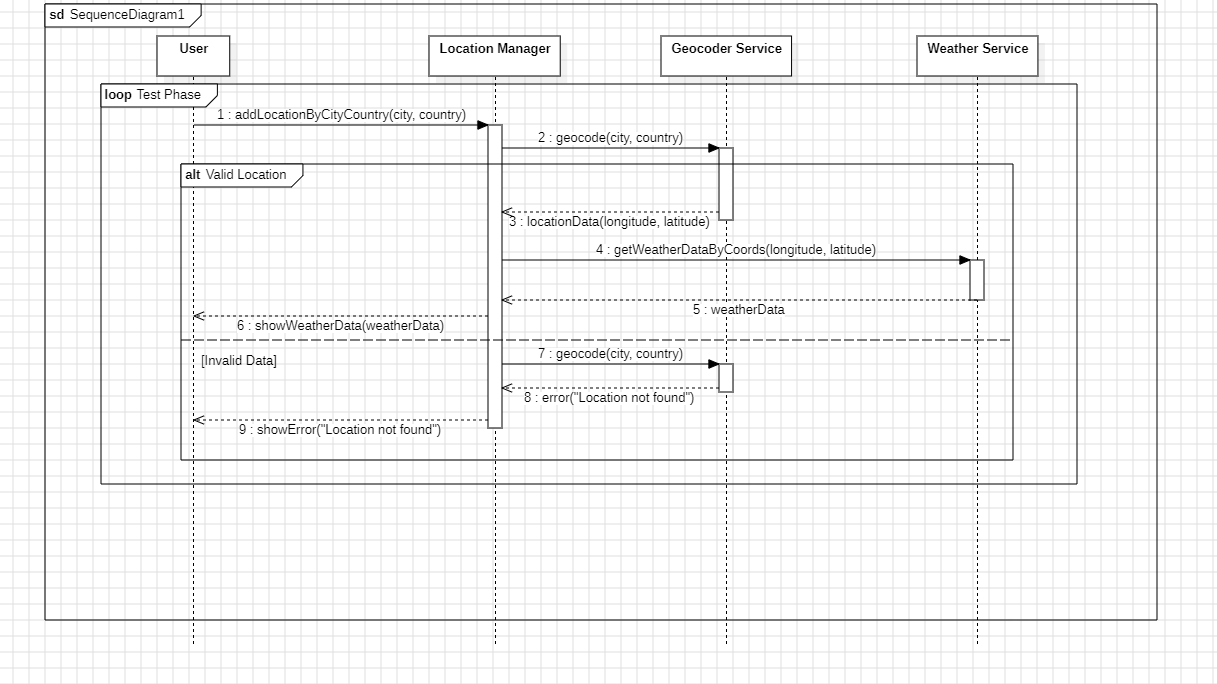 sd SequenceDiagram1
User
Location Manager
Geocoder Service
Weather Service
loop Test Phase
1 : addLocationByCityCountry(city, country)
2 : geocode(city, country)
alt Valid Location
3 : locationData(longitude, latitude)
4 : getWeatherDataByCoords(longitude, latitude)
5 : weatherData
6 : showWeatherData(weatherData)
[Invalid Data]
7 : geocode(city, country)
8 : error("Location not found")
9 : showError("Location not found")